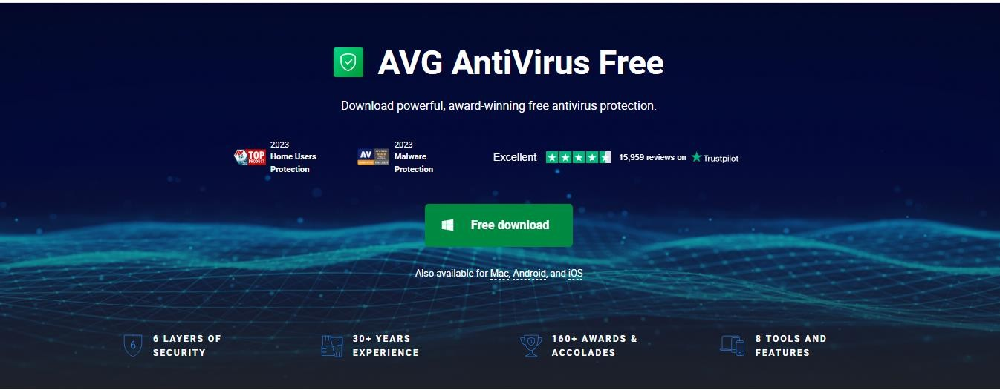 AVG AntiVirus Free
Download powerful, award-winning free antivirus protection.
TOP
PRODUCT
2023
Home Users
Protection
AV
2023
Malware
Protection
Excellent
15,959 reviews on
Trustpilot
Free download
Also available for Mac, Android, and iOS
6
6 LAYERS OF
SECURITY
30+ YEARS
EXPERIENCE
160+ AWARDS &
ACCOLADES
8 TOOLS AND
FEATURES